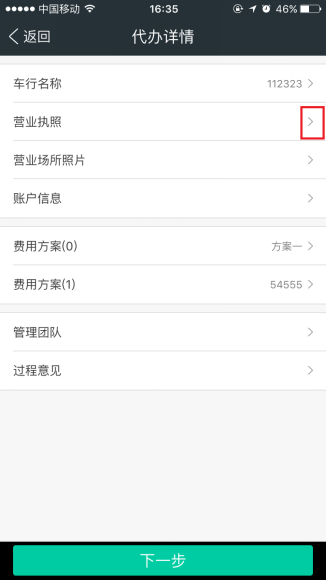 中国移动 16:35 46%
返回 代办详情
车行名称 112323
营业执照
营业场所照片
账户信息
费用方案(0) 方案一
费用方案(1) 54555
管理团队
过程意见
下一步